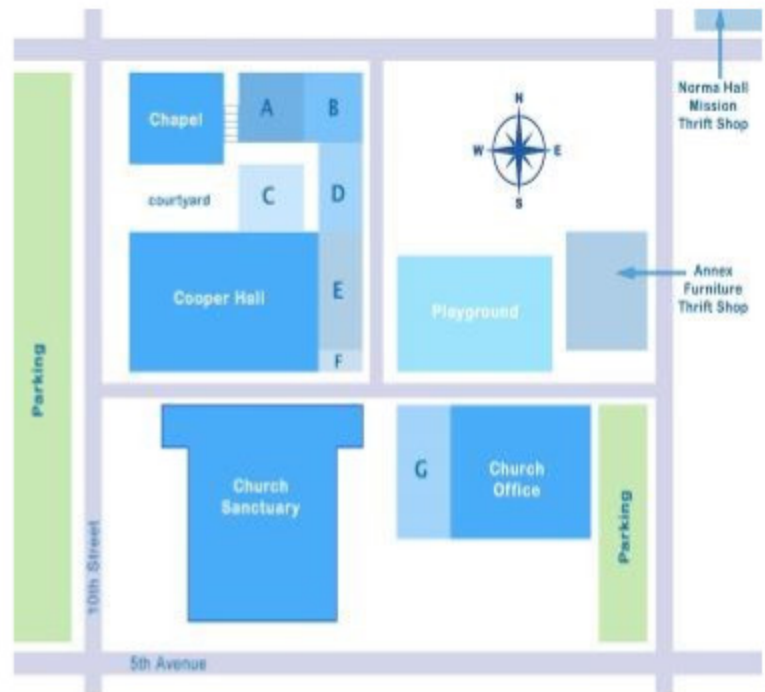 Norma Hall
Mission
Thrift Shop
Chapel
A
B
N
W
E
S
courtyard
C
D
Cooper Hall
E
F
Playground
Annex
Furniture
Thrift Shop
Parking
Church
Sanctuary
G
Church
Office
Parking
10th Street
5th Avenue